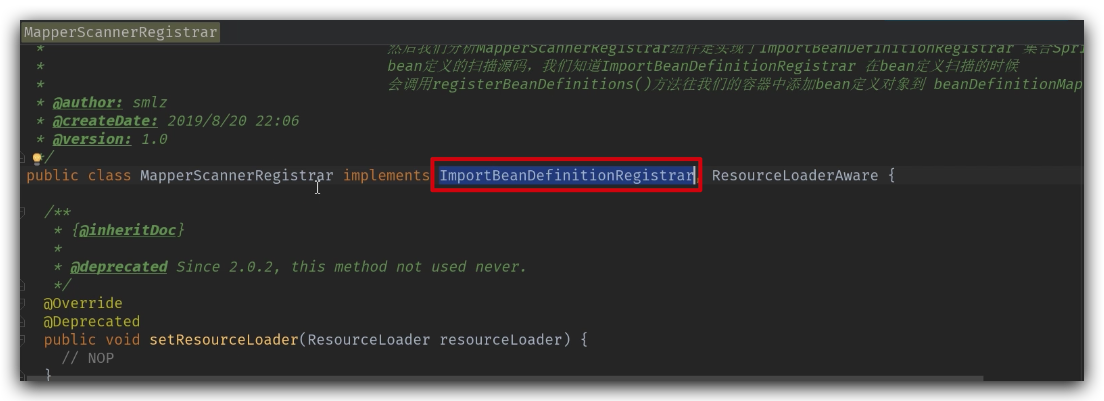 MapperScannerRegistrar
* 然后我们分析MapperScannerRegistrar组件是实现了ImportBeanDefinitionRegistrar 集合Spri
* bean定义的扫描源码，我们知道ImportBeanDefinitionRegistrar 在bean定义扫描的时候
* 会调用registerBeanDefinitions()方法往我们的容器中添加bean定义对象到 beanDefinitionMap
* @author: smlz
* @createDate: 2019/8/20 22:06
* @version: 1.0
*/
public class MapperScannerRegistrar implements ImportBeanDefinitionRegistrar, ResourceLoaderAware {
/**
* {@inheritDoc}
*
* @deprecated Since 2.0.2, this method not used never.
*/
@Override
@Deprecated
public void setResourceLoader(ResourceLoader resourceLoader) {
// NOP
}